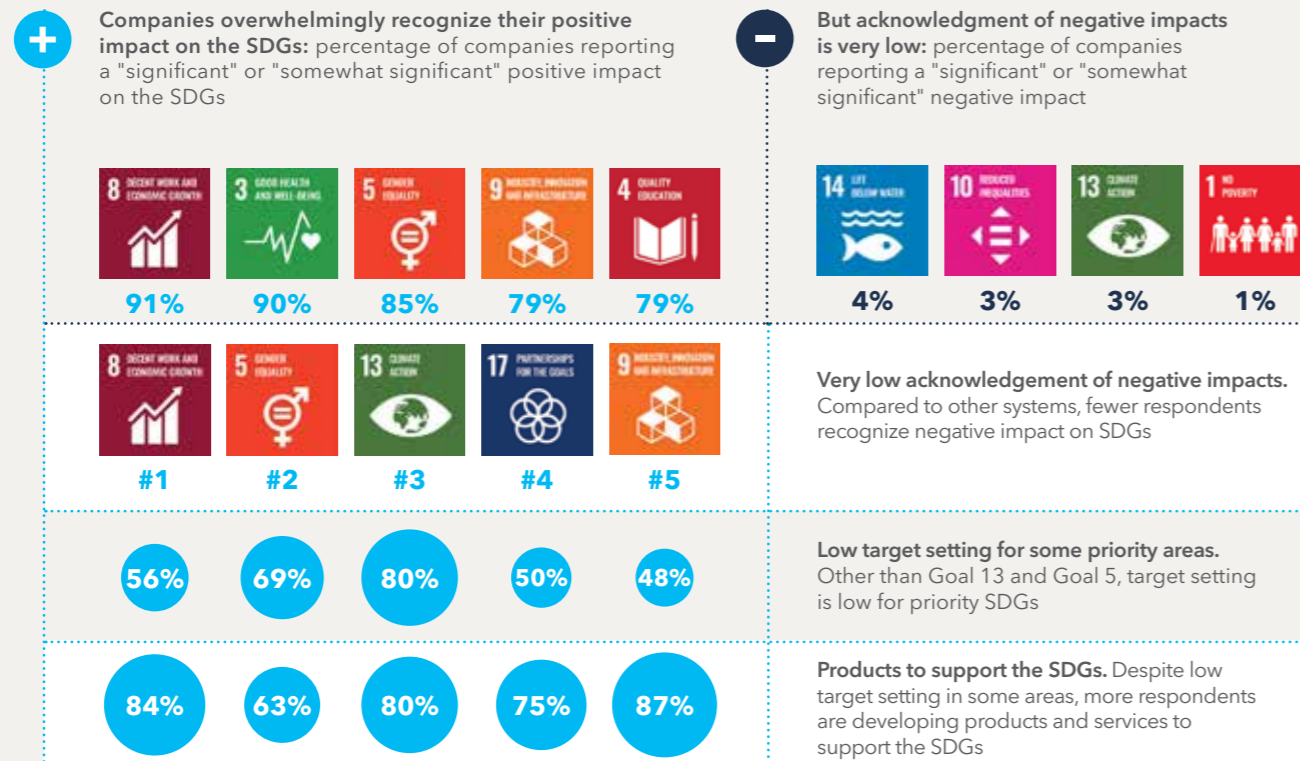 +
Companies overwhelmingly recognize their positive
impact on the SDGs: percentage of companies reporting
a "significant" or "somewhat significant" positive impact
on the SDGs
-
But acknowledgment of negative impacts
is very low: percentage of companies
reporting a "significant" or "somewhat
significant" negative impact
8 DECENT WORK AND
ECONOMIC GROWTH
3 GOOD HEALTH
AND WELL-BEING
5 GENDER
EQUALITY
9 INDUSTRY, INNOVATION
AND INFRASTRUCTURE
4 QUALITY
EDUCATION
14 LIFE
BELOW WATER
10 REDUCED
INEQUALITIES
13 CLIMATE
ACTION
1 NO
POVERTY
91% 90% 85% 79% 79%
4% 3% 3% 1%
8 DECENT WORK AND
ECONOMIC GROWTH
5 GENDER
EQUALITY
13 CLIMATE
ACTION
17 PARTNERSHIPS
FOR THE GOALS
9 INDUSTRY, INNOVATION
AND INFRASTRUCTURE
#1 #2 #3 #4 #5
Very low acknowledgement of negative impacts.
Compared to other systems, fewer respondents
recognize negative impact on SDGs
56% 69% 80% 50% 48%
Low target setting for some priority areas.
Other than Goal 13 and Goal 5, target setting
is low for priority SDGs
84% 63% 80% 75% 87%
Products to support the SDGs. Despite low
target setting in some areas, more respondents
are developing products and services to
support the SDGs